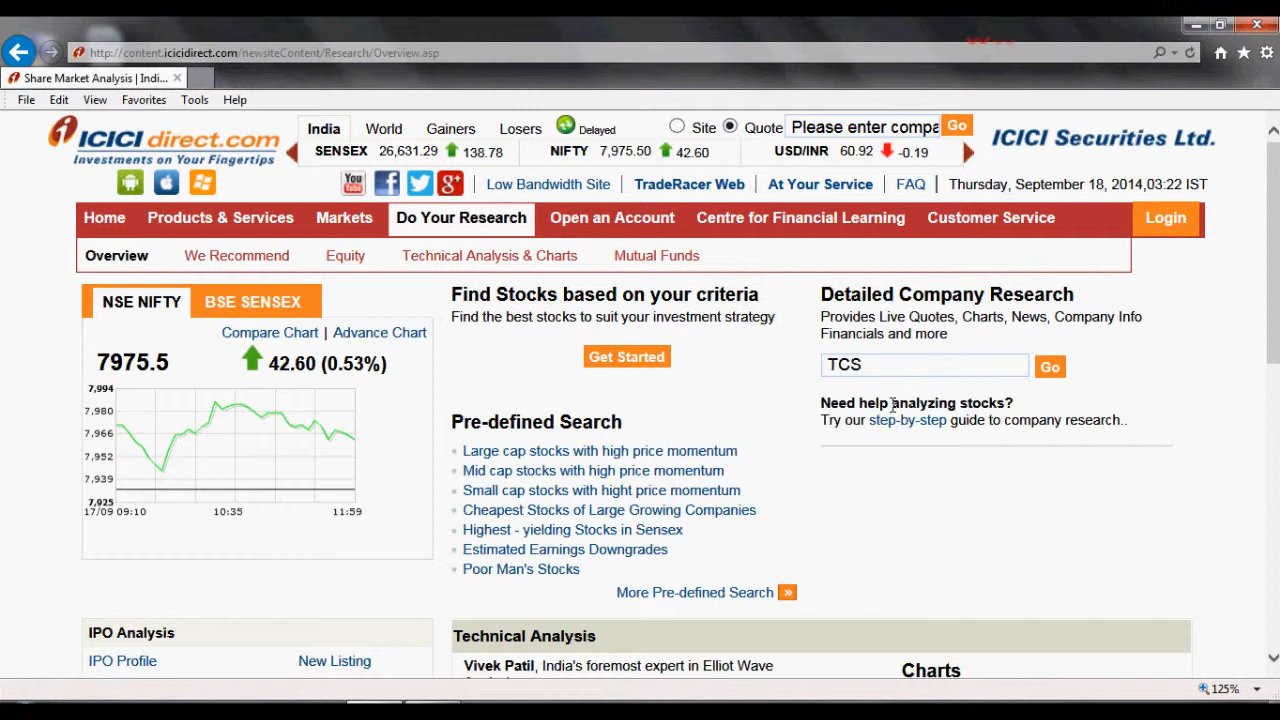 http://content.icicidirect.com/newsiteContent/Research/Overview.asp
Share Market Analysis | Indi...
File Edit View Favorites Tools Help
ICICI direct.com
Investments on Your Fingertips
India World Gainers Losers Delayed Site Quote Please enter compa Go
SENSEX 26,631.29 138.78 NIFTY 7,975.50 42.60 USD/INR 60.92 -0.19
ICICI Securities Ltd.
You Tube Low Bandwidth Site TradeRacer Web At Your Service FAQ Thursday, September 18, 2014,03:22 IST
Home Products & Services Markets Do Your Research Open an Account Centre for Financial Learning Customer Service Login
Overview We Recommend Equity Technical Analysis & Charts Mutual Funds
NSE NIFTY BSE SENSEX
Compare Chart | Advance Chart
7975.5 42.60 (0.53%)
7,994
7,980
7,966
7,952
7,939
7,925
17/09 09:10 10:35 11:59
Find Stocks based on your criteria
Find the best stocks to suit your investment strategy
Get Started
Pre-defined Search
Large cap stocks with high price momentum
Mid cap stocks with high price momentum
Small cap stocks with hight price momentum
Cheapest Stocks of Large Growing Companies
Highest - yielding Stocks in Sensex
Estimated Earnings Downgrades
Poor Man's Stocks
More Pre-defined Search »
Detailed Company Research
Provides Live Quotes, Charts, News, Company Info
Financials and more
TCS Go
Need help analyzing stocks?
Try our step-by-step guide to company research..
IPO Analysis
IPO Profile New Listing
Technical Analysis
Vivek Patil, India's foremost expert in Elliot Wave
Charts
125%